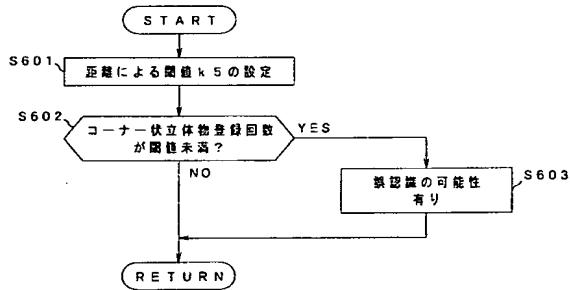 START
S601
距離による閾値k5の設定
S602
コーナー状立体物登録回数
が閾値未満?
YES
NO
誤認識の可能性
有り
S603
RETURN